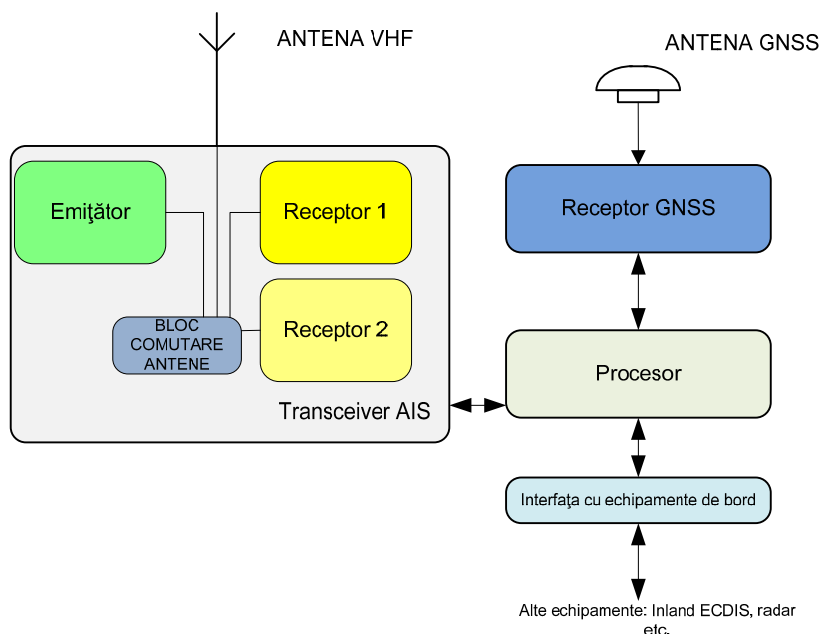 ANTENA VHF
ANTENA GNSS
Emiţător
Receptor 1
Receptor GNSS
Receptor 2
BLOC
COMUTARE
ANTENE
Procesor
Transceiver AIS
Interfaţa cu echipamente de bord
Alte echipamente: Inland ECDIS, radar
etc.